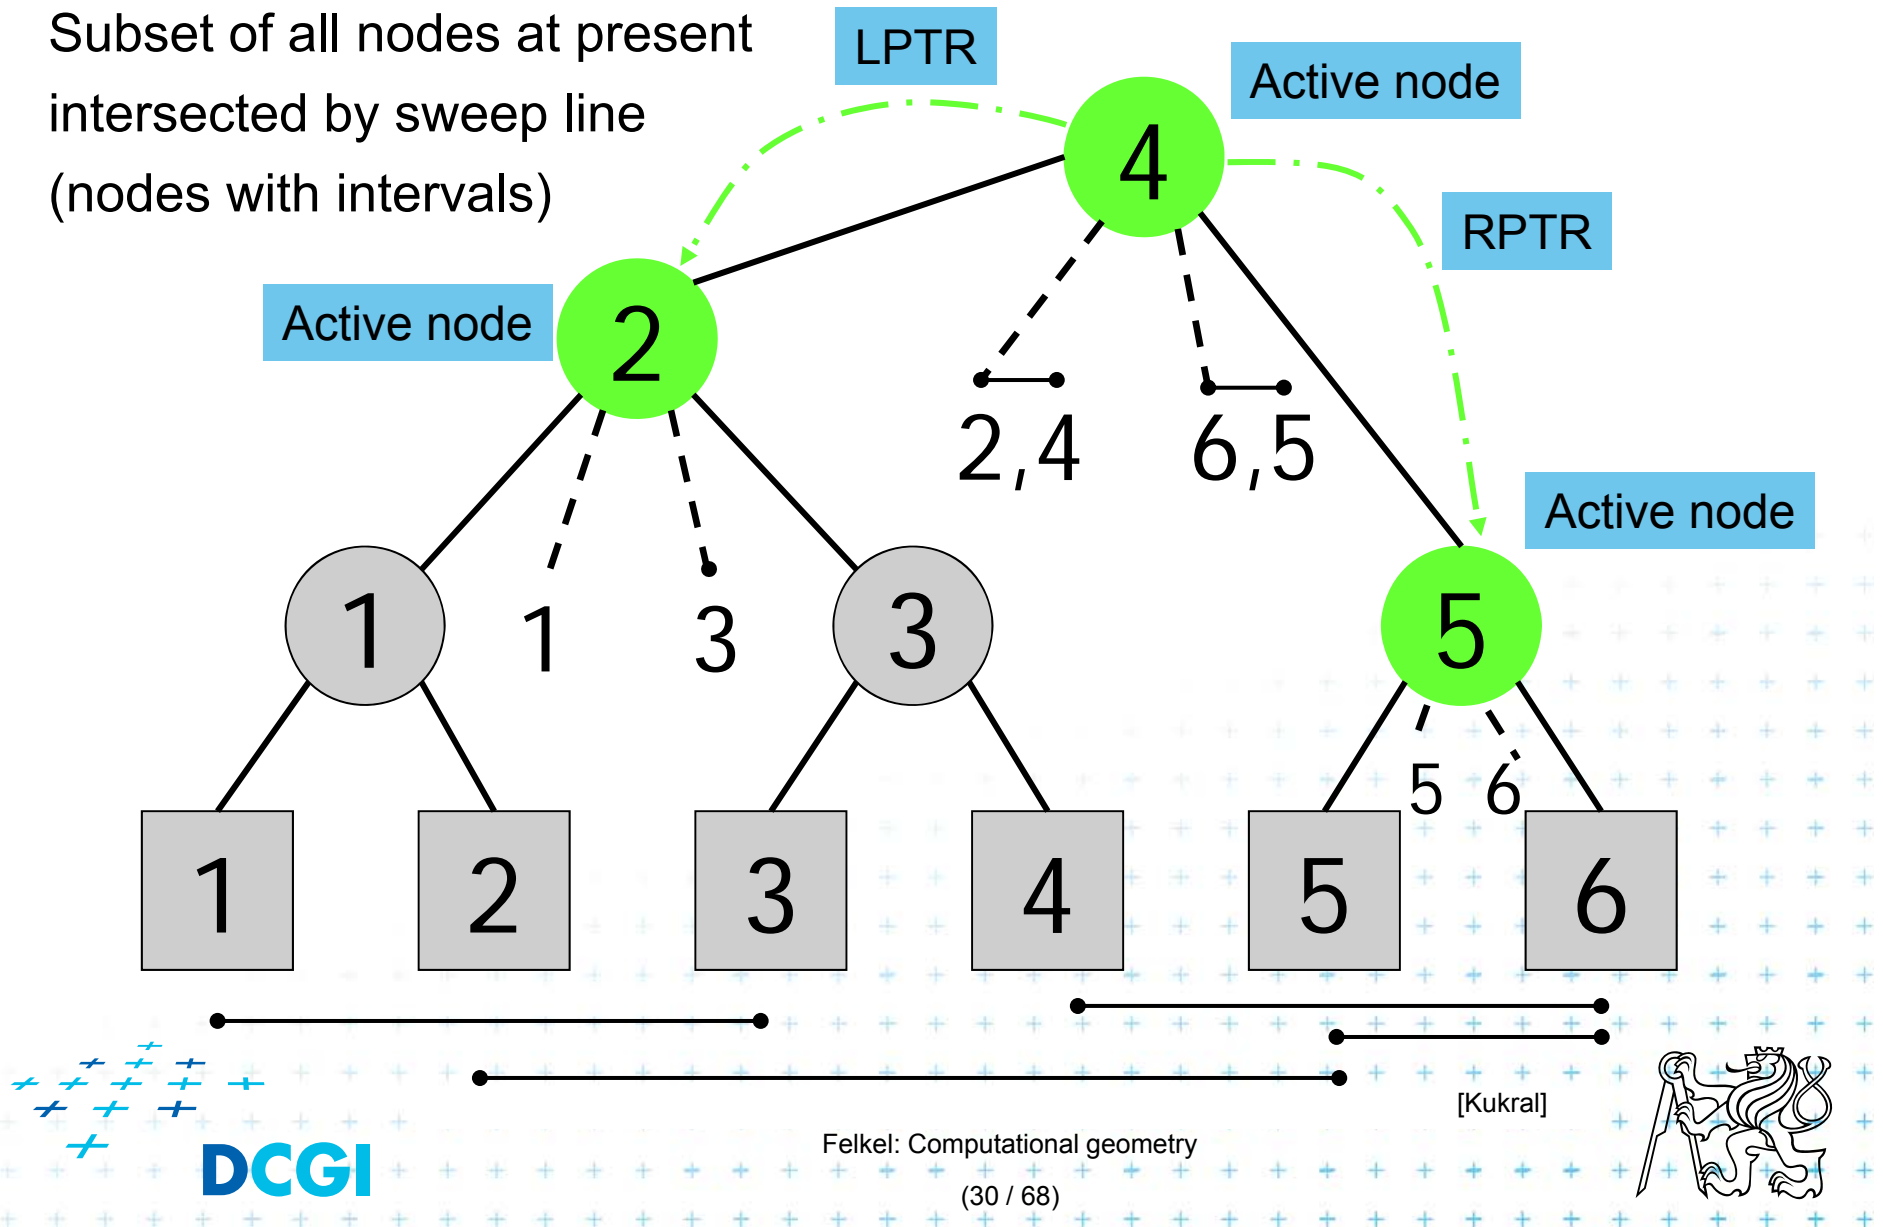 Subset of all nodes at present
intersected by sweep line
(nodes with intervals)
LPTR
Active node
4
RPTR
Active node
2
2,4
6,5
Active node
1
1
3
3
5
5
6
1
2
3
4
5
6
[Kukral]
DCGI
Felkel: Computational geometry
(30 / 68)